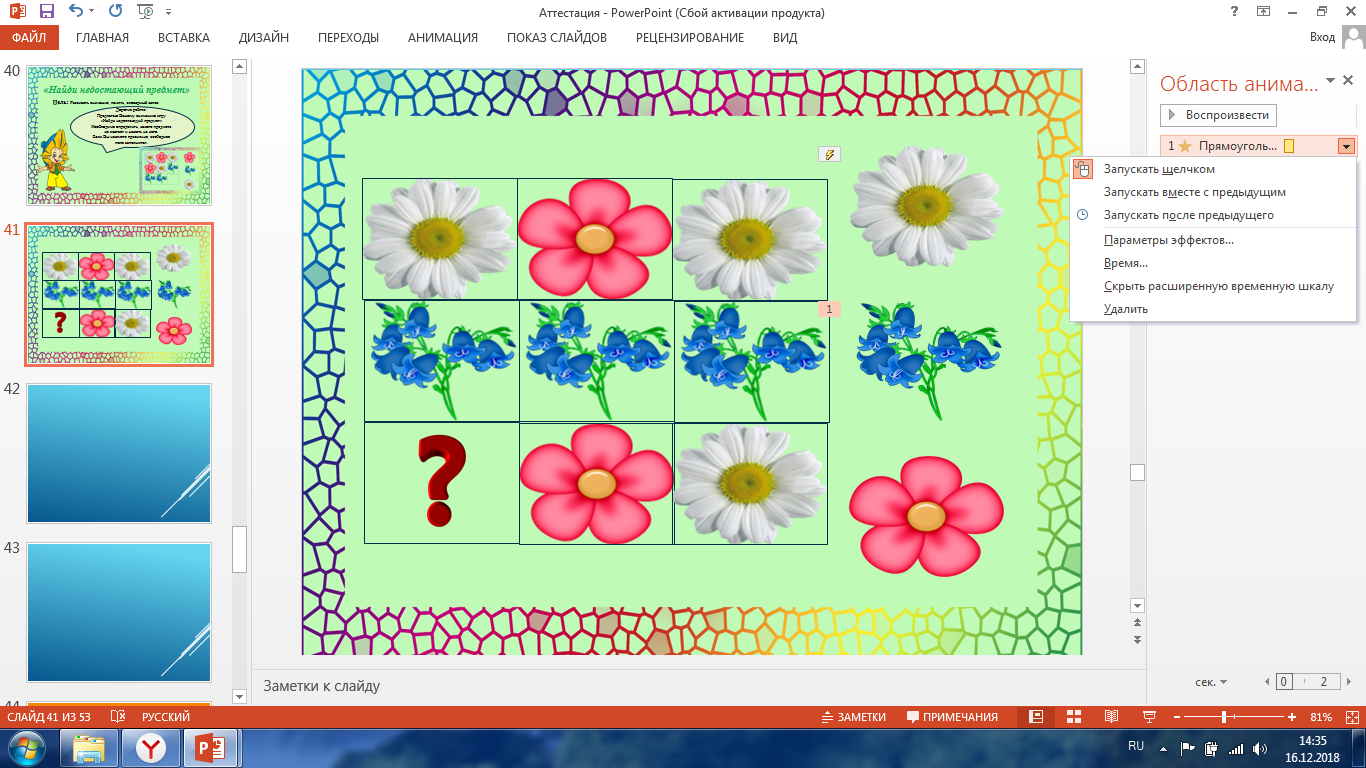 Аттестация - PowerPoint (Сбой активации продукта)
ФАЙЛ ГЛАВНАЯ ВСТАВКА ДИЗАЙН ПЕРЕХОДЫ АНИМАЦИЯ ПОКАЗ СЛАЙДОВ РЕЦЕНЗИРОВАНИЕ ВИД Вход
40
«Найди недостающий предмет»
41
42
43
?
1
Область анима...
Воспроизвести
1 Прямоуголь...
Запускать щелчком
Запускать вместе с предыдущим
Запускать после предыдущего
Параметры эффектов...
Время...
Скрыть расширенную временную шкалу
Удалить
сек. 0 2
Заметки к слайду
СЛАЙД 41 ИЗ 53 РУССКИЙ ЗАМЕТКИ ПРИМЕЧАНИЯ 81%
RU 14:35
16.12.2018